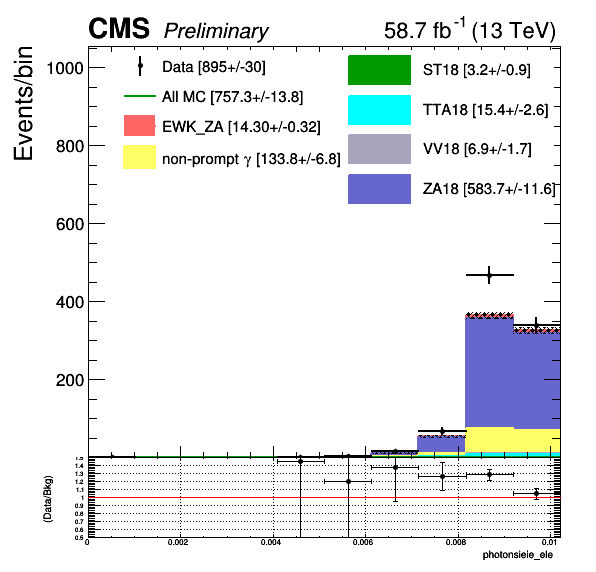 CMS Preliminary 58.7 fb⁻¹ (13 TeV)
Events/bin
1000
800
600
400
200
Data [895+/-30]
All MC [757.3+/-13.8]
EWK_ZA [14.30+/-0.32]
non-prompt γ [133.8+/-6.8]
ST18 [3.2+/-0.9]
TTA18 [15.4+/-2.6]
VV18 [6.9+/-1.7]
ZA18 [583.7+/-11.6]
(Data/Bkg)
1.5
1.4
1.3
1.2
1.1
1
0.9
0.8
0.7
0.6
0.5
0 0.002 0.004 0.006 0.008 0.01
photonsieie_ele